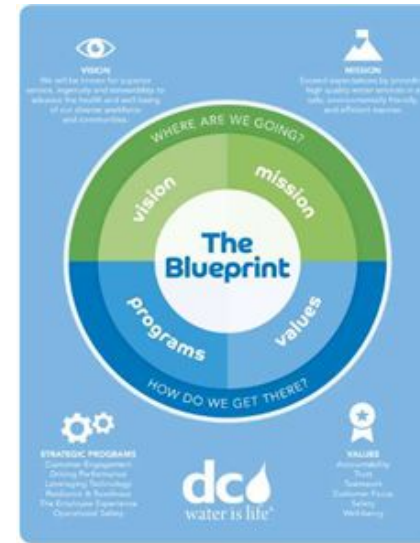 VISION
We will be known for superior
service, ingenuity and stewardship to
advance the health and well-being
of our diverse workforce
and communities.
MISSION
Exceed expectations by providing
high quality water services in a
safe, environmentally friendly
and efficient manner.
WHERE ARE WE GOING?
vision
mission
The
Blueprint
programs
values
HOW DO WE GET THERE?
STRATEGIC PROGRAMS
Customer Engagement
Driving Performance
Leveraging Technology
Resilience & Readiness
The Employee Experience
Operational Safety
dc
water is life®
VALUES
Accountability
Trust
Teamwork
Customer Focus
Safety
Well-being